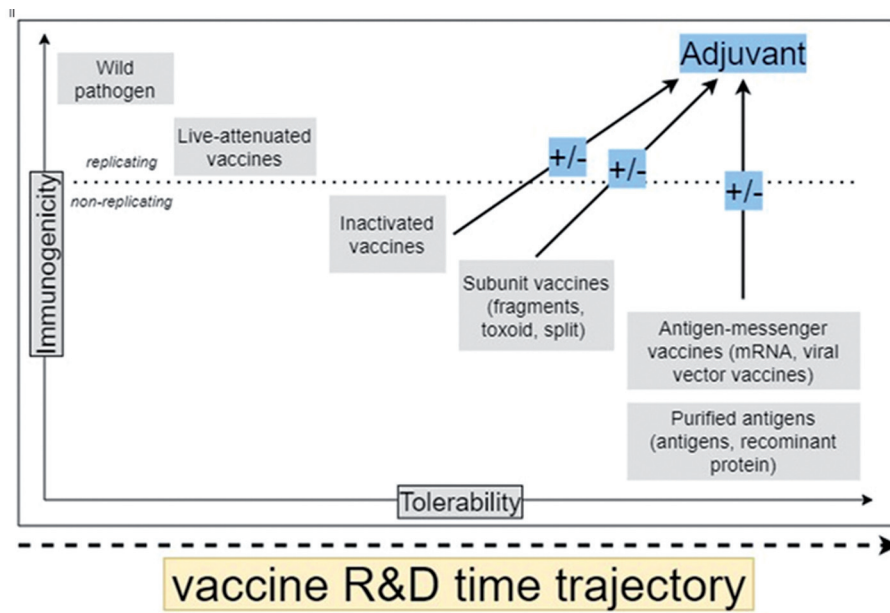 II
Wild
pathogen
Adjuvant
Live-attenuated
vaccines
replicating
non-replicating
+/-
+/-
+/-
Immunogenicity
Inactivated
vaccines
Subunit vaccines
(fragments,
toxoid, split)
Antigen-messenger
vaccines (mRNA, viral
vector vaccines)
Purified antigens
(antigens, recominant
protein)
Tolerability
vaccine R&D time trajectory